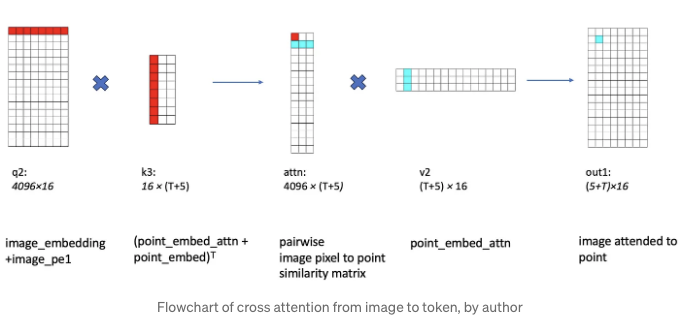 q2:
4096×16
k3:
16 × (T+5)
attn:
4096 × (T+5)
v2
(T+5) × 16
out1:
(5+T)×16
image_embedding
+image_pe1
(point_embed_attn +
point_embed)ᵀ
pairwise
image pixel to point
similarity matrix
point_embed_attn
image attended to
point
Flowchart of cross attention from image to token, by author